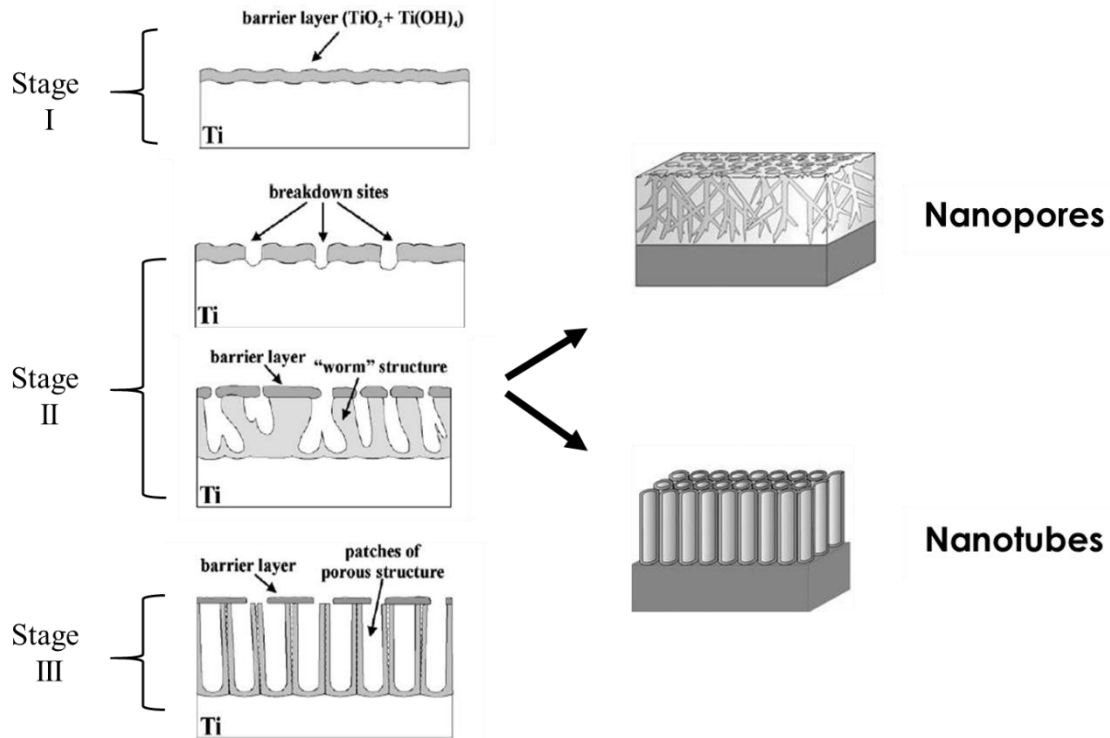 barrier layer (TiO₂ + Ti(OH)₄)
Stage
I
Ti
breakdown sites
Ti
Stage
II
barrier layer
“worm” structure
Ti
Nanopores
Nanotubes
patches of
porous structure
barrier layer
Stage
III
Ti